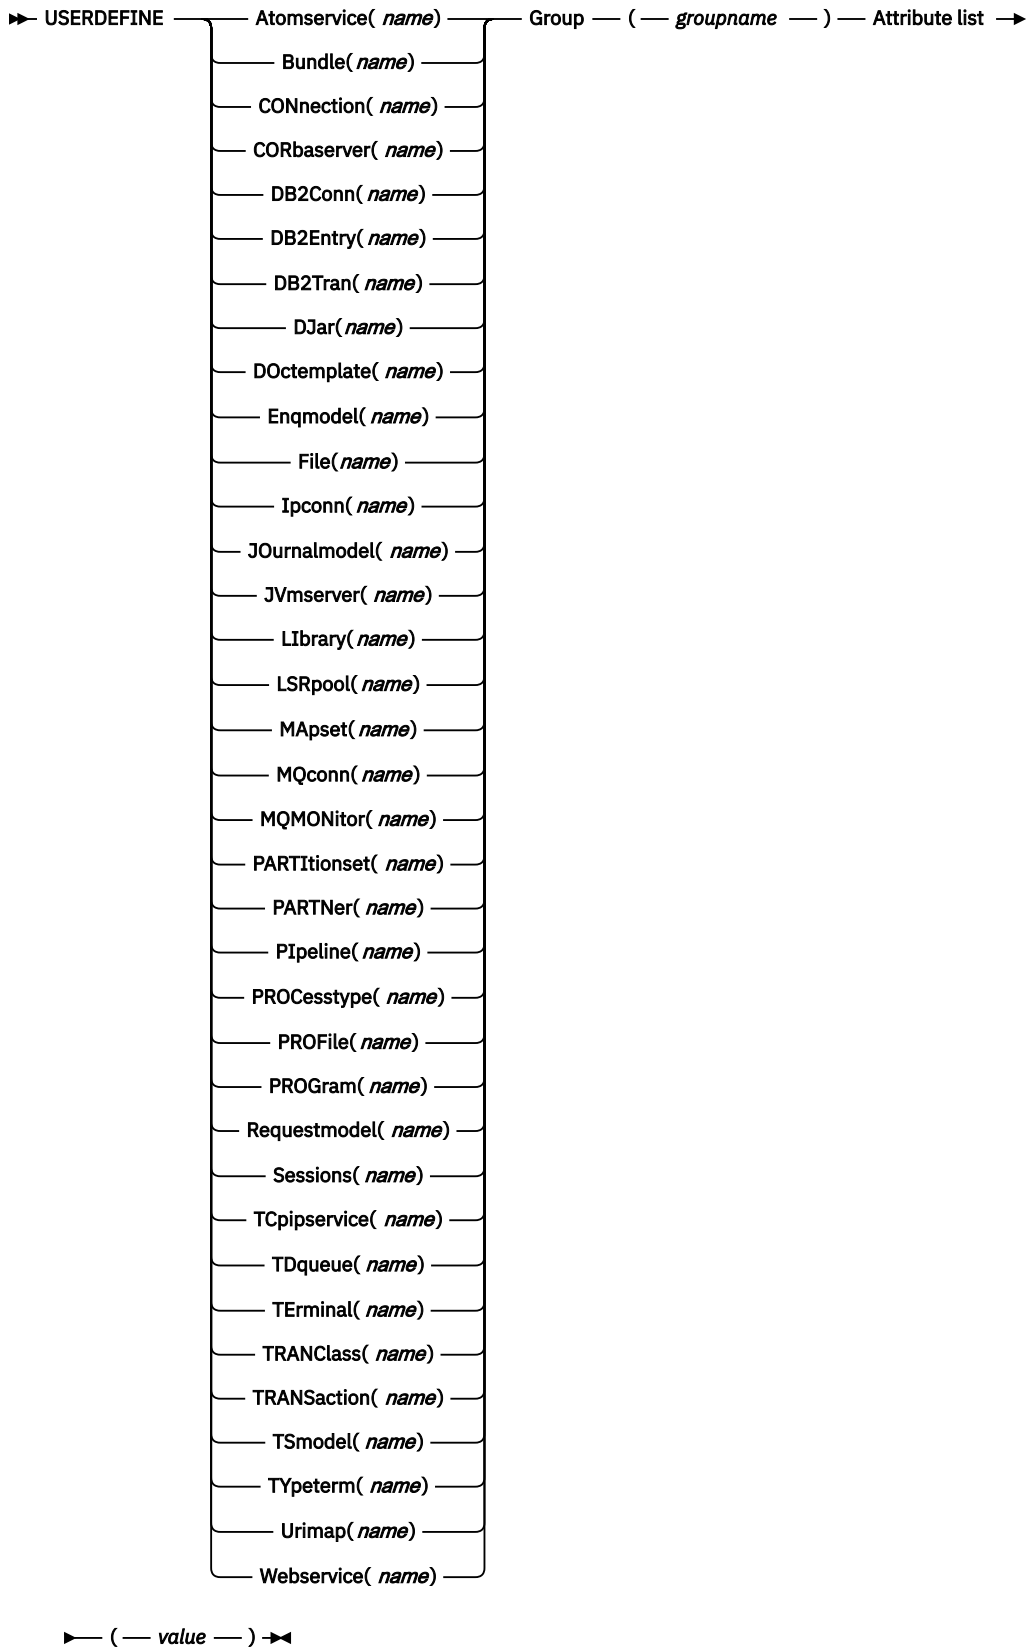 USERDEFINE Atomservice( name) Group ( groupname ) Attribute list
Bundle(name)
CONnection( name)
CORbaserver( name)
DB2Conn(name)
DB2Entry(name)
DB2Tran( name)
DJar(name)
DOctemplate( name)
Enqmodel(name)
File(name)
Ipconn(name)
JOurnalmodel( name)
JVmserver( name)
LIbrary(name)
LSRpool(name)
MApset(name)
MQconn(name)
MQMONitor( name)
PARTItionset( name)
PARTNer( name)
PIpeline(name)
PROCesstype( name)
PROFile(name)
PROGram( name)
Requestmodel( name)
Sessions( name)
TCpipservice( name)
TDqueue( name)
TErminal( name)
TRANClass( name)
TRANSaction( name)
TSmodel( name)
TYpeterm( name)
Urimap(name)
Webservice( name)
( value )